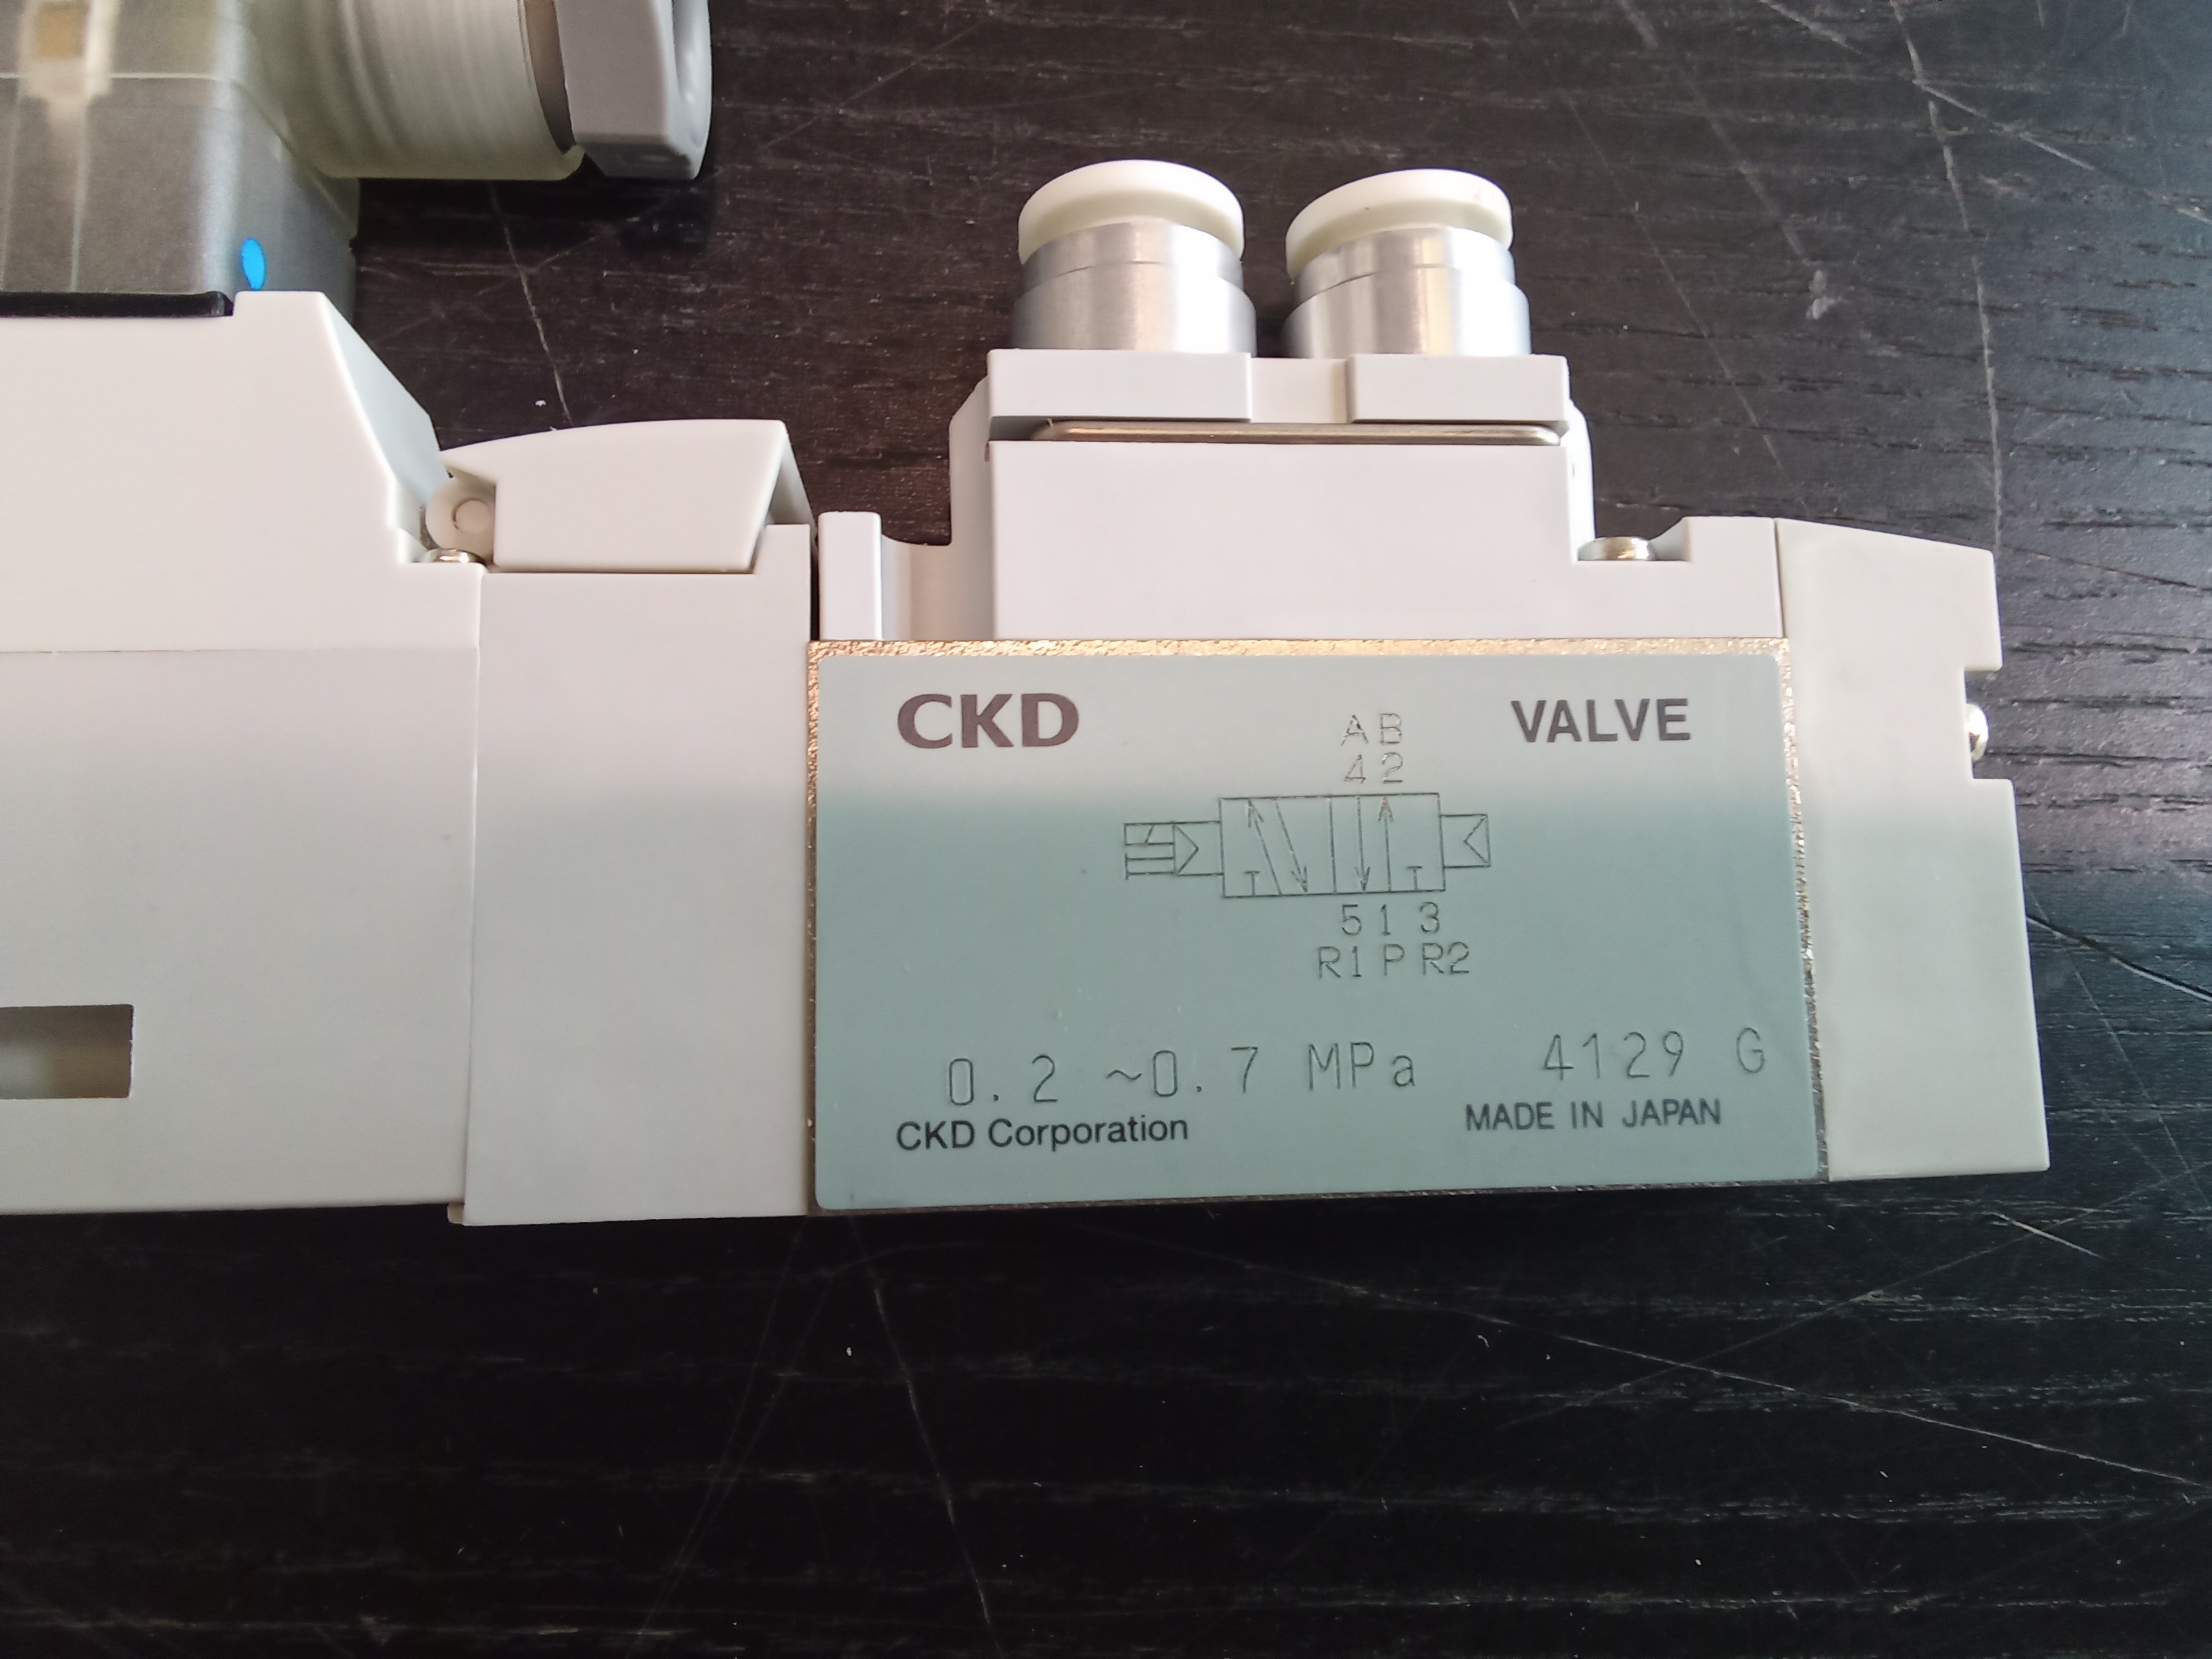 CKD VALVE
A B
4 2
5 1 3
R1 P R2
0.2 ~0.7 MPa 4129 G
CKD Corporation MADE IN JAPAN